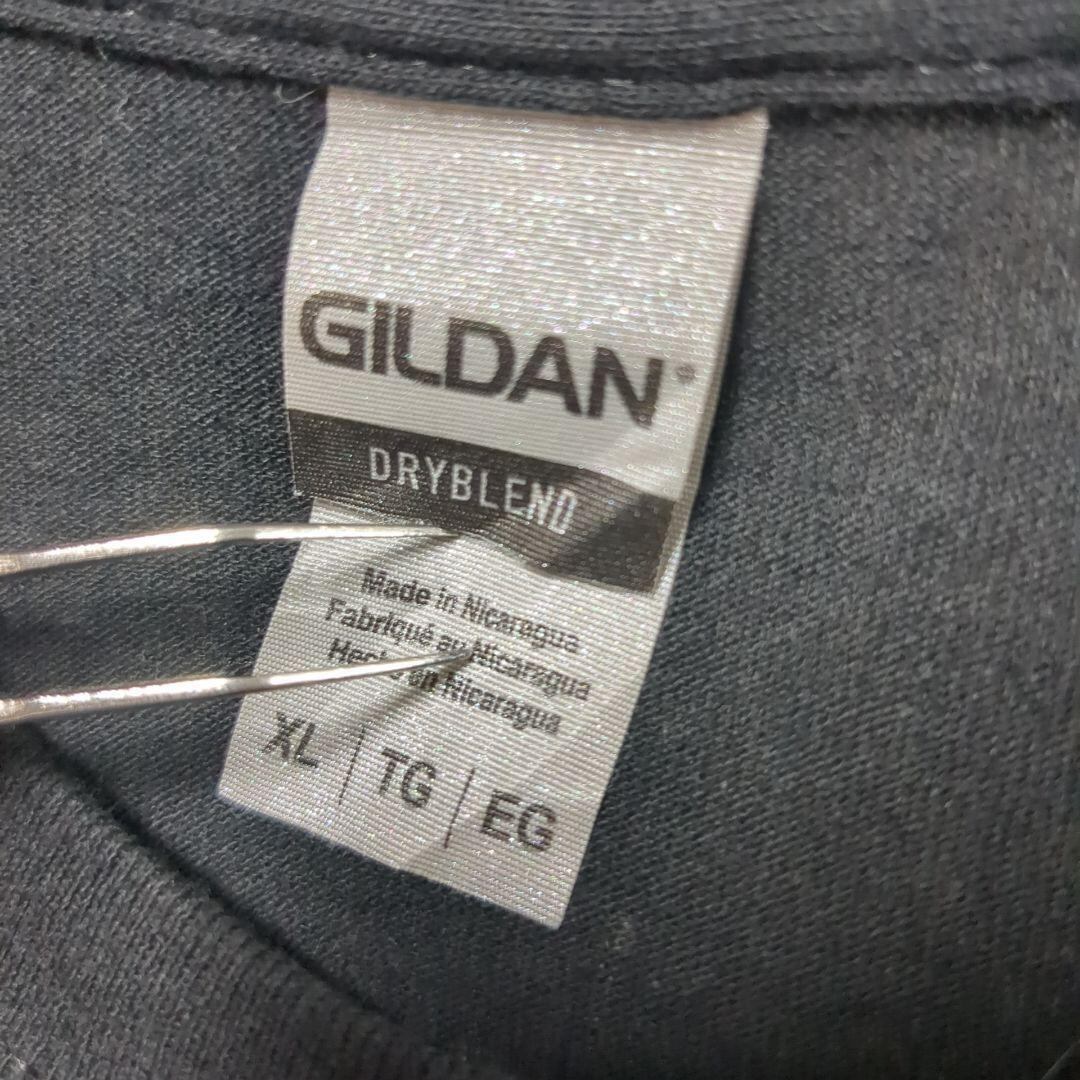 GILDAN®
DRYBLEND
Made in Nicaragua
Fabriqué au Nicaragua
Hecho en Nicaragua
XL | TG | EG